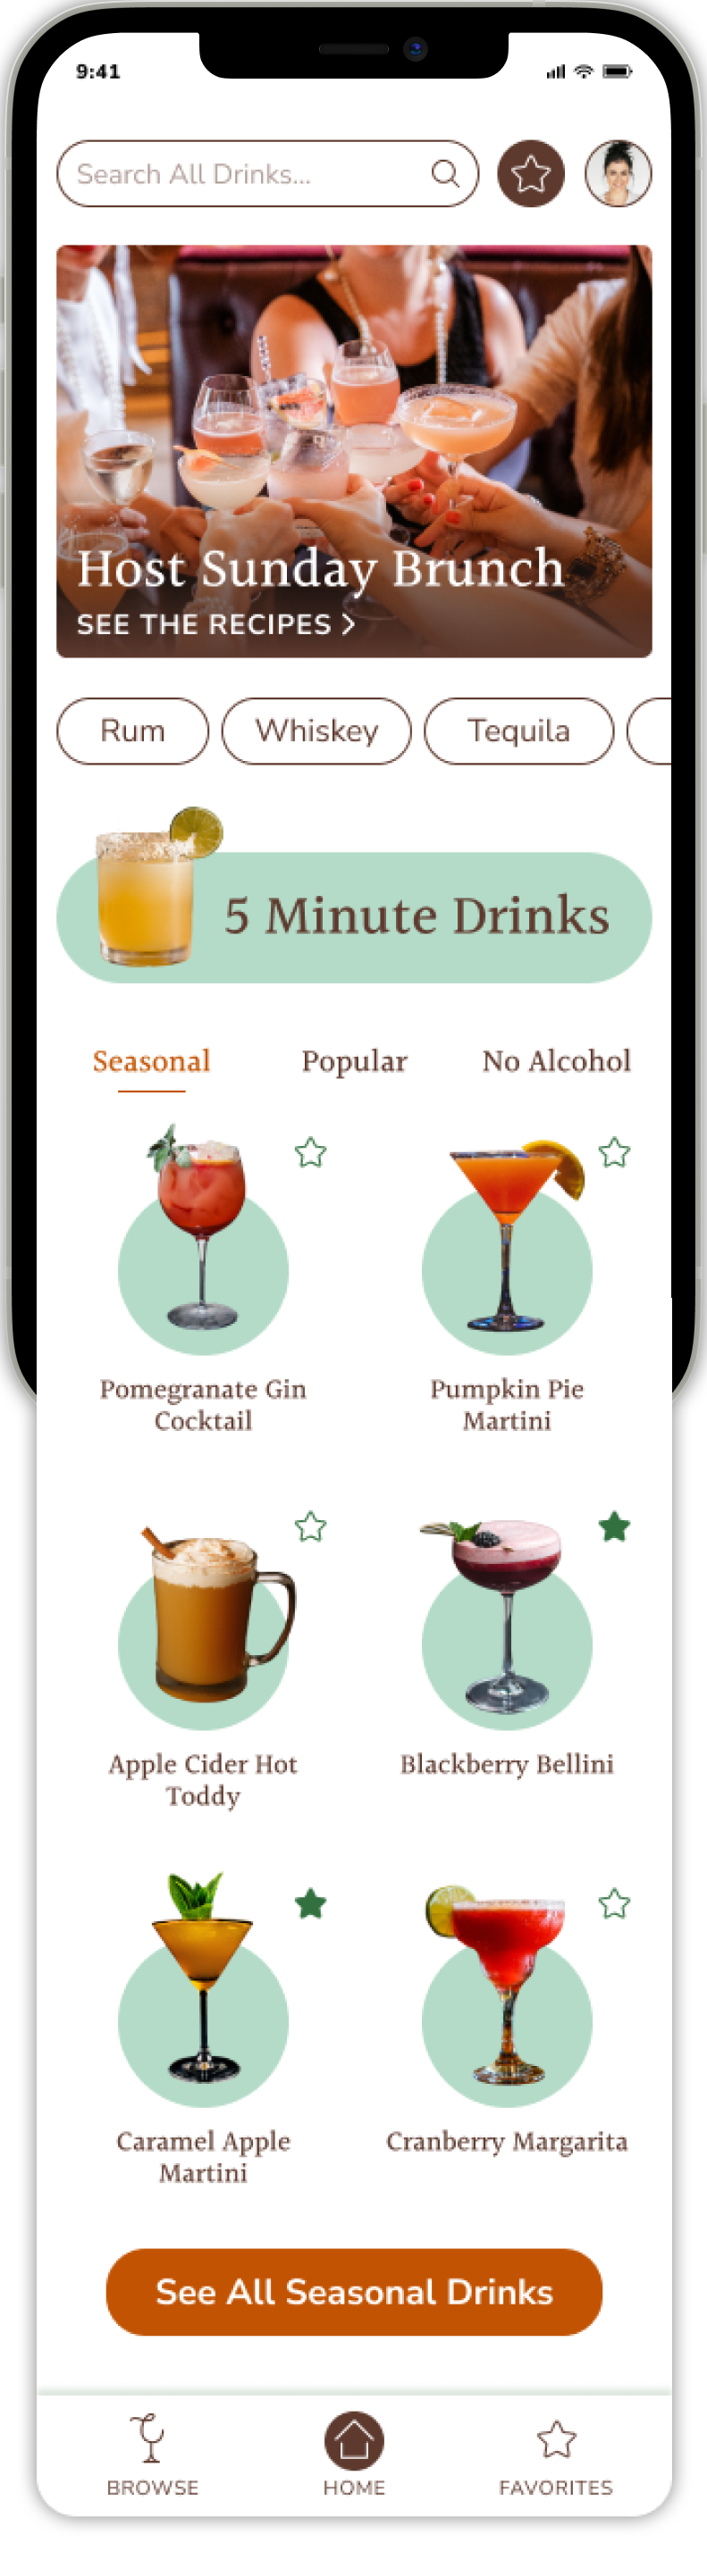 9:41
Search All Drinks...
Host Sunday Brunch
SEE THE RECIPES >
Rum
Whiskey
Tequila
5 Minute Drinks
Seasonal
Popular
No Alcohol
Pomegranate Gin
Cocktail
Pumpkin Pie
Martini
Apple Cider Hot
Toddy
Blackberry Bellini
Caramel Apple
Martini
Cranberry Margarita
See All Seasonal Drinks
BROWSE
HOME
FAVORITES